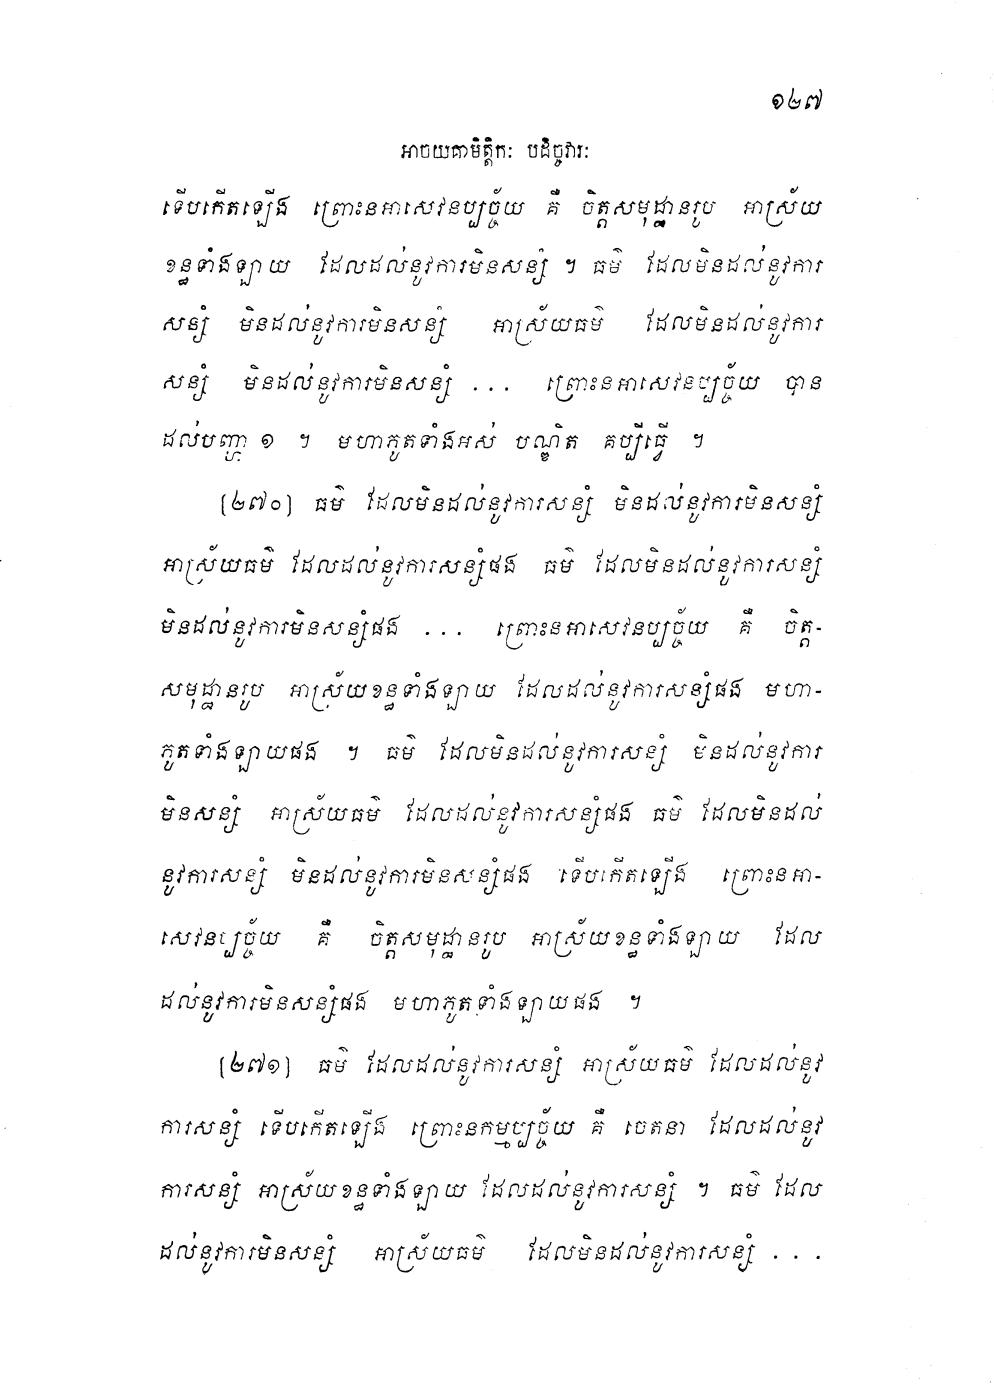 ១២៧
អាចយគាមិត្តិកៈ បដិច្ចវារៈ
ទើបកើតឡើង ព្រោះនអាសេវនប្បច្ច័យ គឺ ចិត្តសមុដ្ឋានរូប អាស្រ័យ
ខន្ធទាំងឡាយ ដែលដល់នូវការមិនសន្សំ ។ ធម៌ ដែលមិនដល់នូវការ
សន្សំ មិនដល់នូវការមិនសន្សំ អាស្រ័យធម៌ ដែលមិនដល់នូវការ
សន្សំ មិនដល់នូវការមិនសន្សំ ... ព្រោះនអាសេវនប្បច្ច័យ បាន
ដល់បញ្ហា ១ ។ មហាភូតទាំងអស់ បណ្ឌិត គប្បីធ្វើ ។
[២៧០] ធម៌ ដែលមិនដល់នូវការសន្សំ មិនដល់នូវការមិនសន្សំ
អាស្រ័យធម៌ ដែលដល់នូវការសន្សំផង ធម៌ ដែលមិនដល់នូវការសន្សំ
មិនដល់នូវការមិនសន្សំផង ... ព្រោះនអាសេវនប្បច្ច័យ គឺ ចិត្ត-
សមុដ្ឋានរូប អាស្រ័យខន្ធទាំងឡាយ ដែលដល់នូវការសន្សំផង មហា-
ភូតទាំងឡាយផង ។ ធម៌ ដែលមិនដល់នូវការសន្សំ មិនដល់នូវការ
មិនសន្សំ អាស្រ័យធម៌ ដែលដល់នូវការសន្សំផង ធម៌ ដែលមិនដល់
នូវការសន្សំ មិនដល់នូវការមិនសន្សំផង ទើបកើតឡើង ព្រោះនអា-
សេវនប្បច្ច័យ គឺ ចិត្តសមុដ្ឋានរូប អាស្រ័យខន្ធទាំងឡាយ ដែល
ដល់នូវការមិនសន្សំផង មហាភូតទាំងឡាយផង ។
[២៧១] ធម៌ ដែលដល់នូវការសន្សំ អាស្រ័យធម៌ ដែលដល់នូវ
ការសន្សំ ទើបកើតឡើង ព្រោះនកម្មប្បច្ច័យ គឺ ចេតនា ដែលដល់នូវ
ការសន្សំ អាស្រ័យខន្ធទាំងឡាយ ដែលដល់នូវការសន្សំ ។ ធម៌ ដែល
ដល់នូវការមិនសន្សំ អាស្រ័យធម៌ ដែលមិនដល់នូវការសន្សំ ...